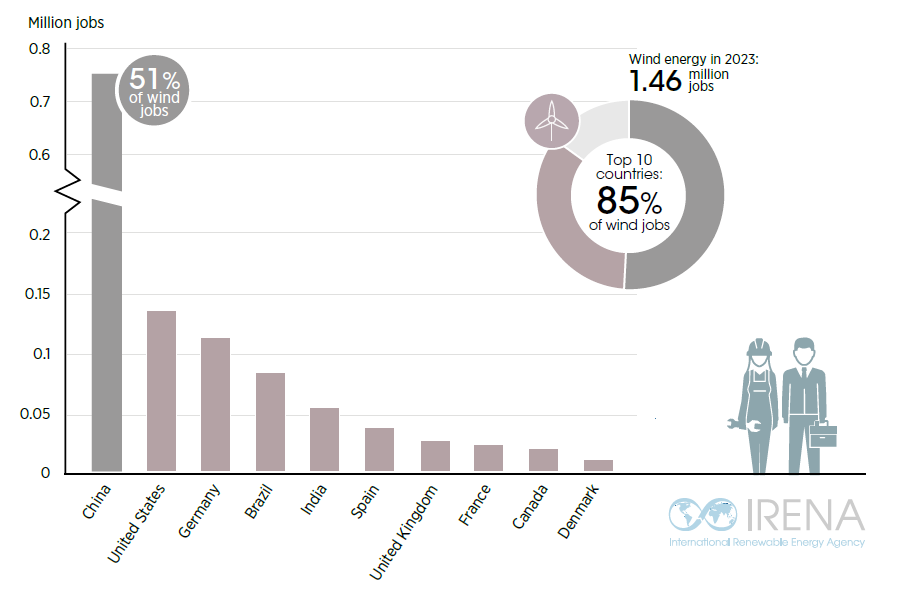 Million jobs
0.8
0.7
0.6
0.2
0.15
0.1
0.05
0
51%
of wind
jobs
Wind energy in 2023:
1.46 million
jobs
Top 10
countries:
85%
of wind jobs
China
United States
Germany
Brazil
India
Spain
United Kingdom
France
Canada
Denmark
IRENA
International Renewable Energy Agency